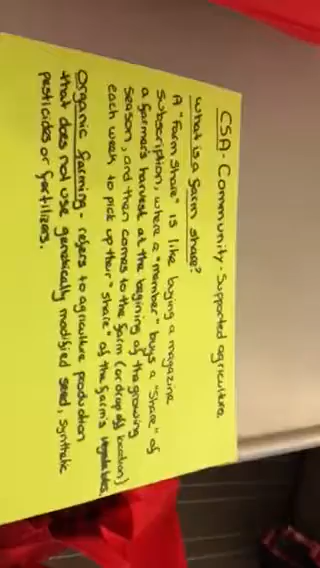 CSA - Community - Supported agriculture
What is a farm share?
A "Farm Share" is like buying a magazine
Subscription, where a "member" buys a "Share" of
a farmer's harvest at the begining of the growing
season, and then comes to the farm (or drop off location)
each week to pick up their "share" of the farm's vegetables.
Organic farming - refers to agriculture production
that does not use genetically modified seed, synthetic
pesticides or fertilizers.